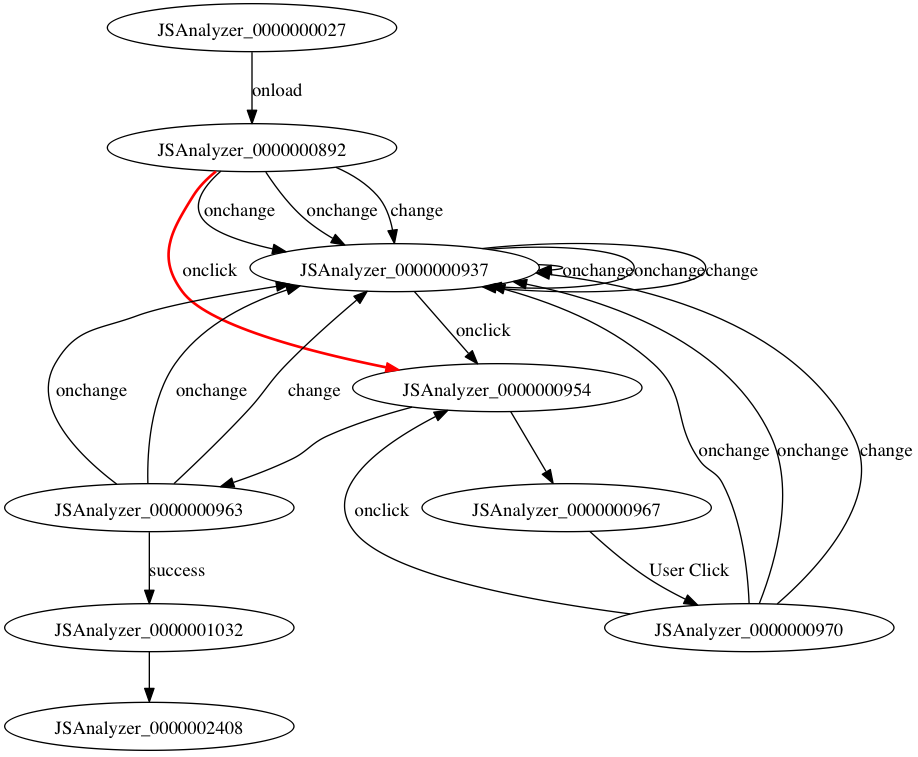 JSAnalyzer_0000000027
onload
JSAnalyzer_0000000892
onchange
onchange
change
onclick
JSAnalyzer_0000000937
onchange
onchange
change
onclick
onchange
onchange
change
JSAnalyzer_0000000954
onchange
onchange
change
JSAnalyzer_0000000963
onclick
JSAnalyzer_0000000967
success
User Click
JSAnalyzer_0000001032
JSAnalyzer_0000000970
JSAnalyzer_0000002408